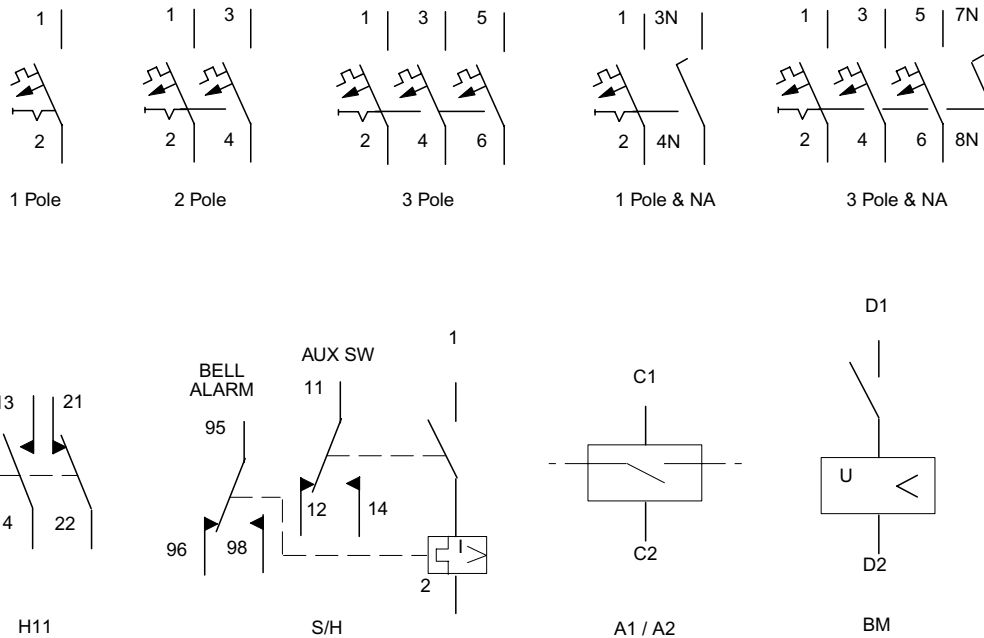 1 1 3 1 3 5 1 3N 1 3 5 7N
2 2 4 2 4 6 2 4N 2 4 6 8N
1 Pole 2 Pole 3 Pole 1 Pole & NA 3 Pole & NA
D1
1
AUX SW
BELL
ALARM
C1
11
13 21
95
U <
12 14
4 22
96 98
I >
C2
D2
2
H11 S/H A1 / A2 BM